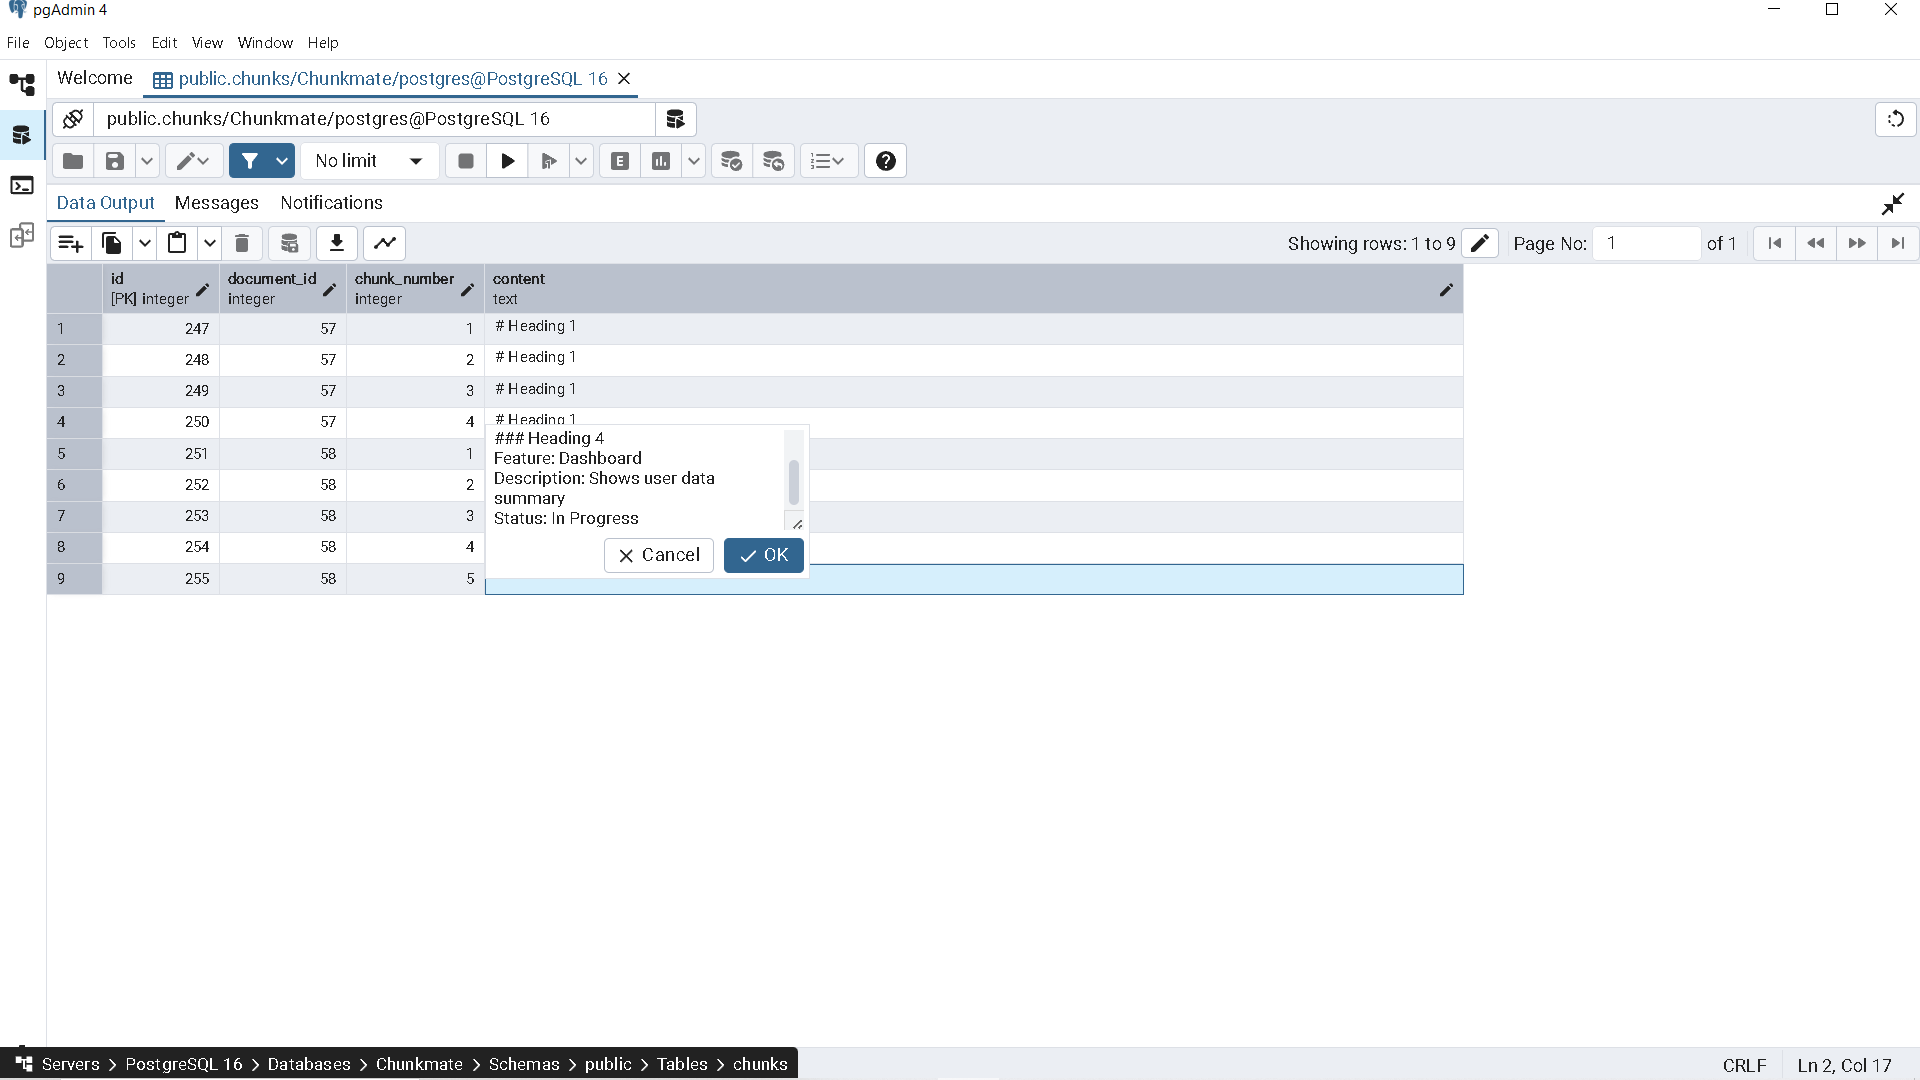 pgAdmin 4
File Object Tools Edit View Window Help
Welcome public.chunks/Chunkmate/postgres@PostgreSQL 16
public.chunks/Chunkmate/postgres@PostgreSQL 16
No limit E
Data Output Messages Notifications
Showing rows: 1 to 9 Page No: 1 of 1
id document_id chunk_number content
[PK] integer integer integer text
1 247 57 1 # Heading 1
2 248 57 2 # Heading 1
3 249 57 3 # Heading 1
4 250 57 4 # Heading 1
5 251 58 1
6 252 58 2
7 253 58 3
8 254 58 4
9 255 58 5
### Heading 4
Feature: Dashboard
Description: Shows user data
summary
Status: In Progress
Cancel OK
Servers > PostgreSQL 16 > Databases > Chunkmate > Schemas > public > Tables > chunks
CRLF Ln 2, Col 17